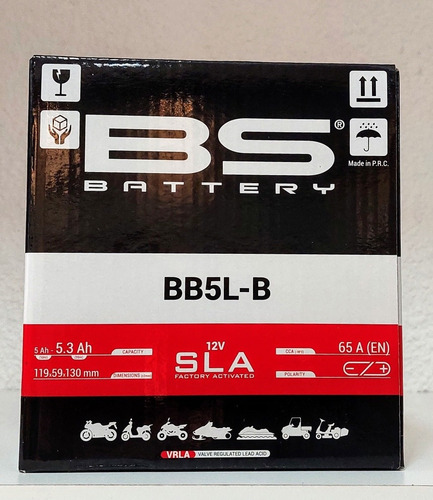 BS®
BATTERY
Made in P.R.C.
BB5L-B
5 Ah - 5.3 Ah CAPACITY
12V
SLA
FACTORY ACTIVATED
65 A (EN)
119.59.130 mm DIMENSIONS
POLARITY - / +
VRLA VALVE REGULATED LEAD ACID